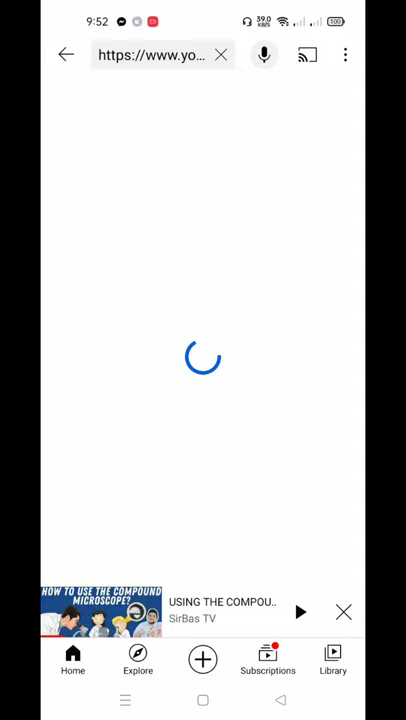 9:52
39.0
KB/S
100
https://www.yo...
HOW TO USE THE COMPOUND
MICROSCOPE?
USING THE COMPOU..
SirBas TV
Home
Explore
Subscriptions
Library